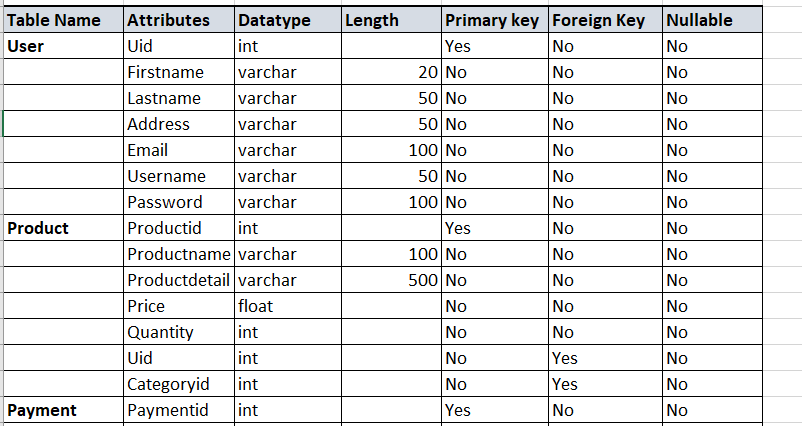 Table Name Attributes Datatype Length Primary key Foreign Key Nullable
User Uid int Yes No No
Firstname varchar 20 No No No
Lastname varchar 50 No No No
Address varchar 50 No No No
Email varchar 100 No No No
Username varchar 50 No No No
Password varchar 100 No No No
Product Productid int Yes No No
Productname varchar 100 No No No
Productdetail varchar 500 No No No
Price float No No No
Quantity int No No No
Uid int No Yes No
Categoryid int No Yes No
Payment Paymentid int Yes No No